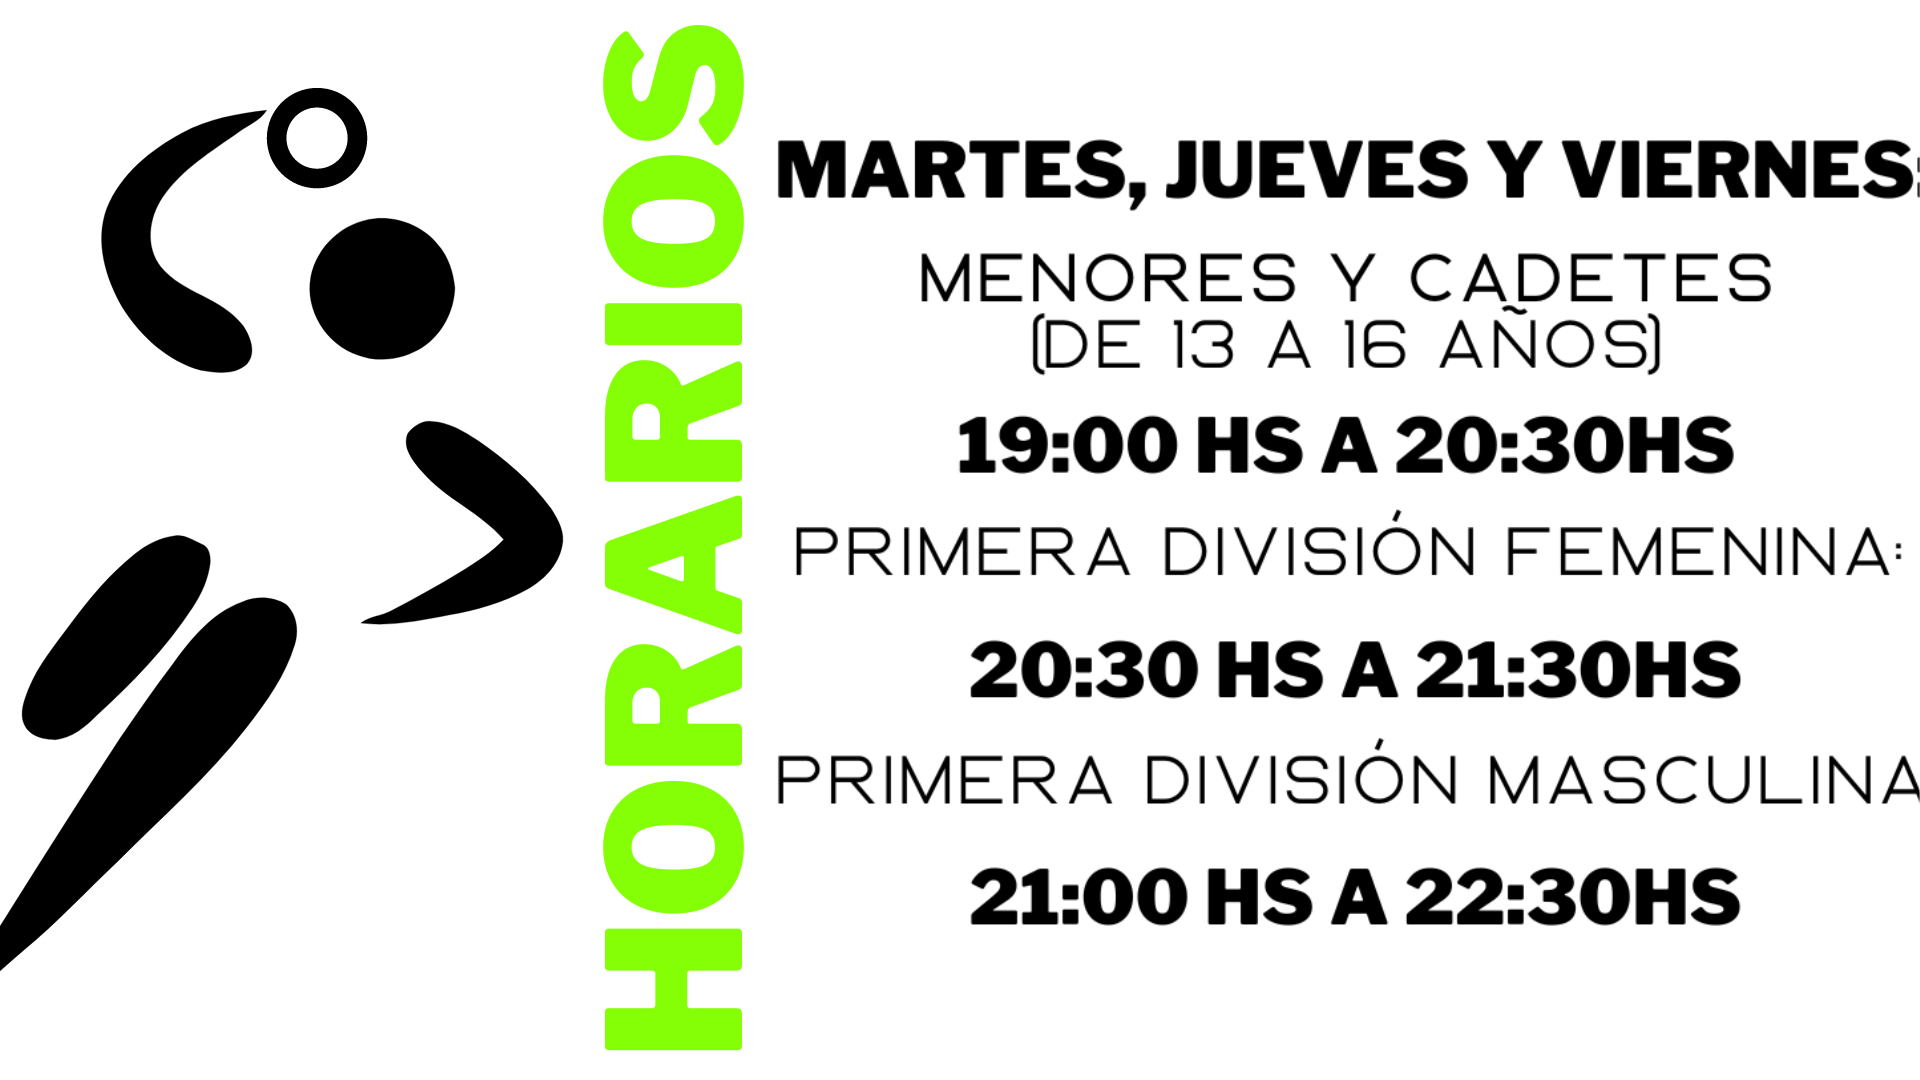 HORARIOS
MARTES, JUEVES Y VIERNES:
MENORES Y CADETES
(DE 13 A 16 AÑOS)
19:00 HS A 20:30HS
PRIMERA DIVISIÓN FEMENINA:
20:30 HS A 21:30HS
PRIMERA DIVISIÓN MASCULINA
21:00 HS A 22:30HS